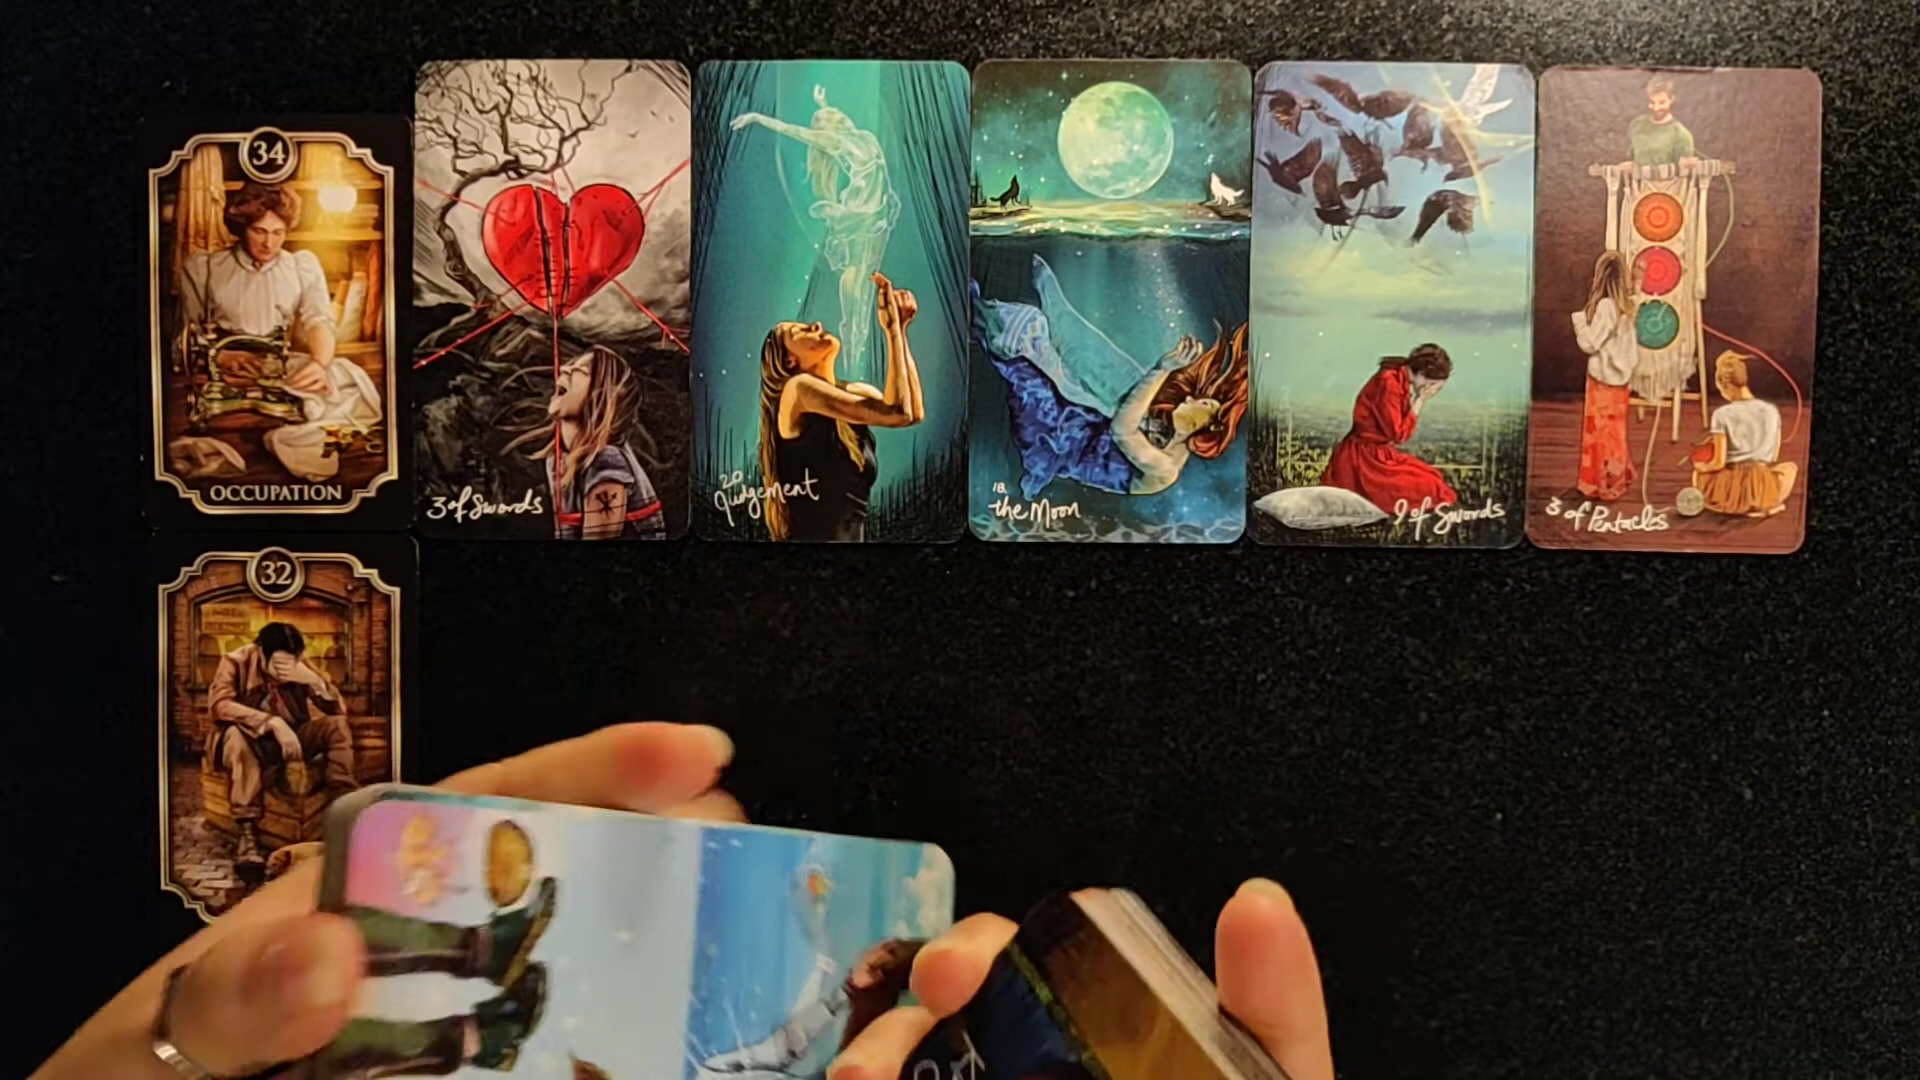 34
OCCUPATION
3 of Swords
20
Judgement
18.
the Moon
9 of Swords
3 of Pentacles
32